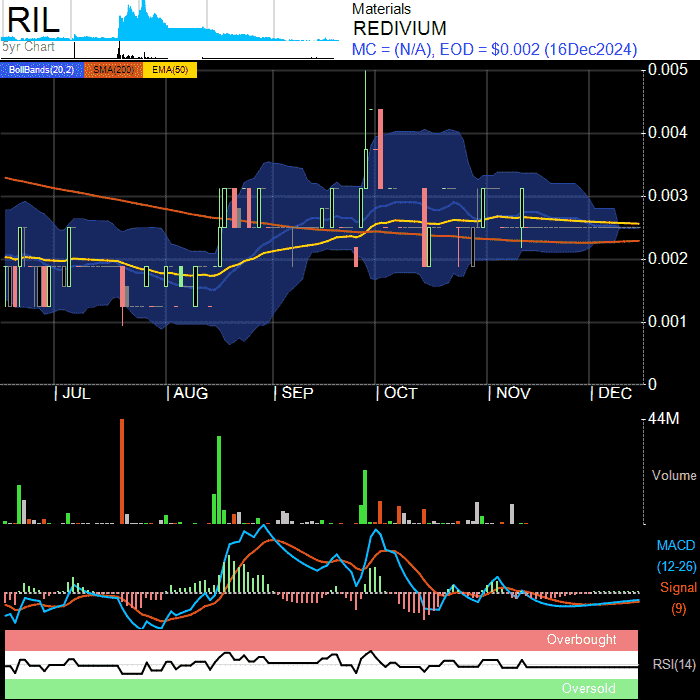 RIL
5yr Chart
Materials
REDIVIUM
MC = (N/A), EOD = $0.002 (16Dec2024)
BollBands(20,2) SMA(200) EMA(50)
0.005
0.004
0.003
0.002
0.001
0
| JUL | AUG | SEP | OCT | NOV | DEC
44M
Volume
MACD
(12-26)
Signal
(9)
Overbought
RSI(14)
Oversold